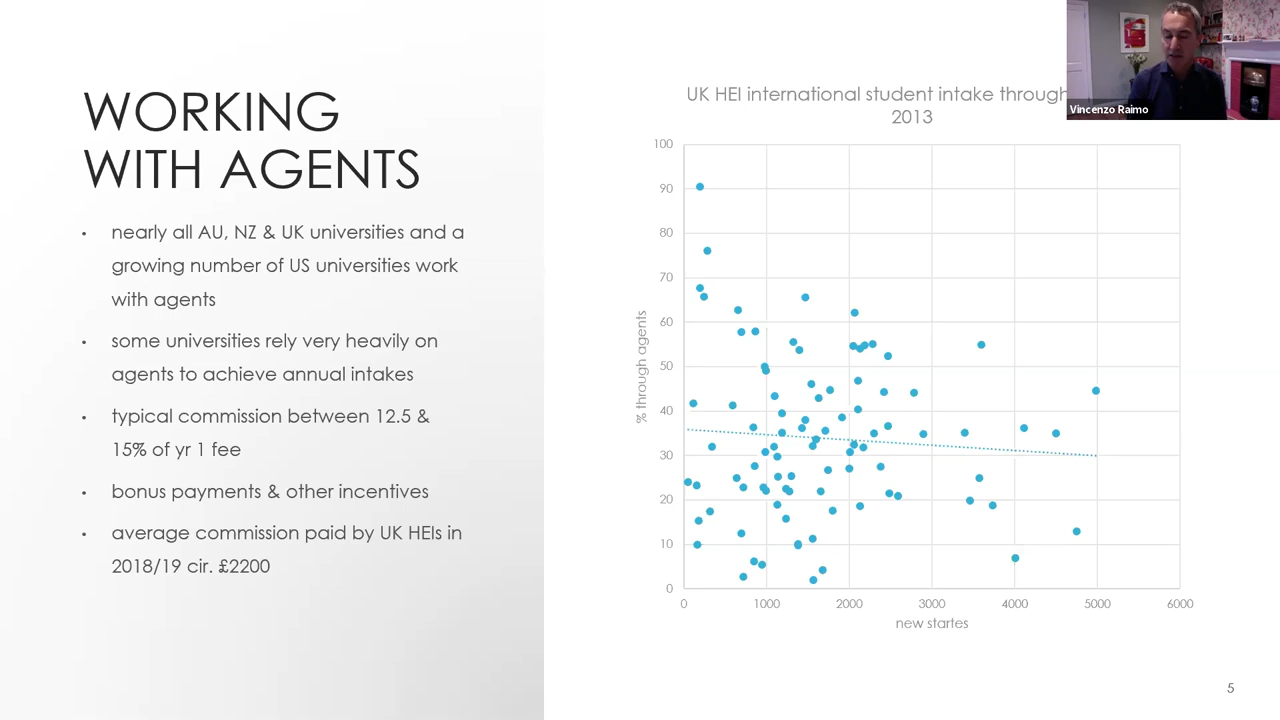 WORKING
WITH AGENTS
• nearly all AU, NZ & UK universities and a
growing number of US universities work
with agents
• some universities rely very heavily on
agents to achieve annual intakes
• typical commission between 12.5 &
15% of yr 1 fee
• bonus payments & other incentives
• average commission paid by UK HEIs in
2018/19 cir. £2200
UK HEI international student intake through
2013
Vincenzo Raimo
% through agents
100
90
80
70
60
50
40
30
20
10
0
0 1000 2000 3000 4000 5000 6000
new startes
5